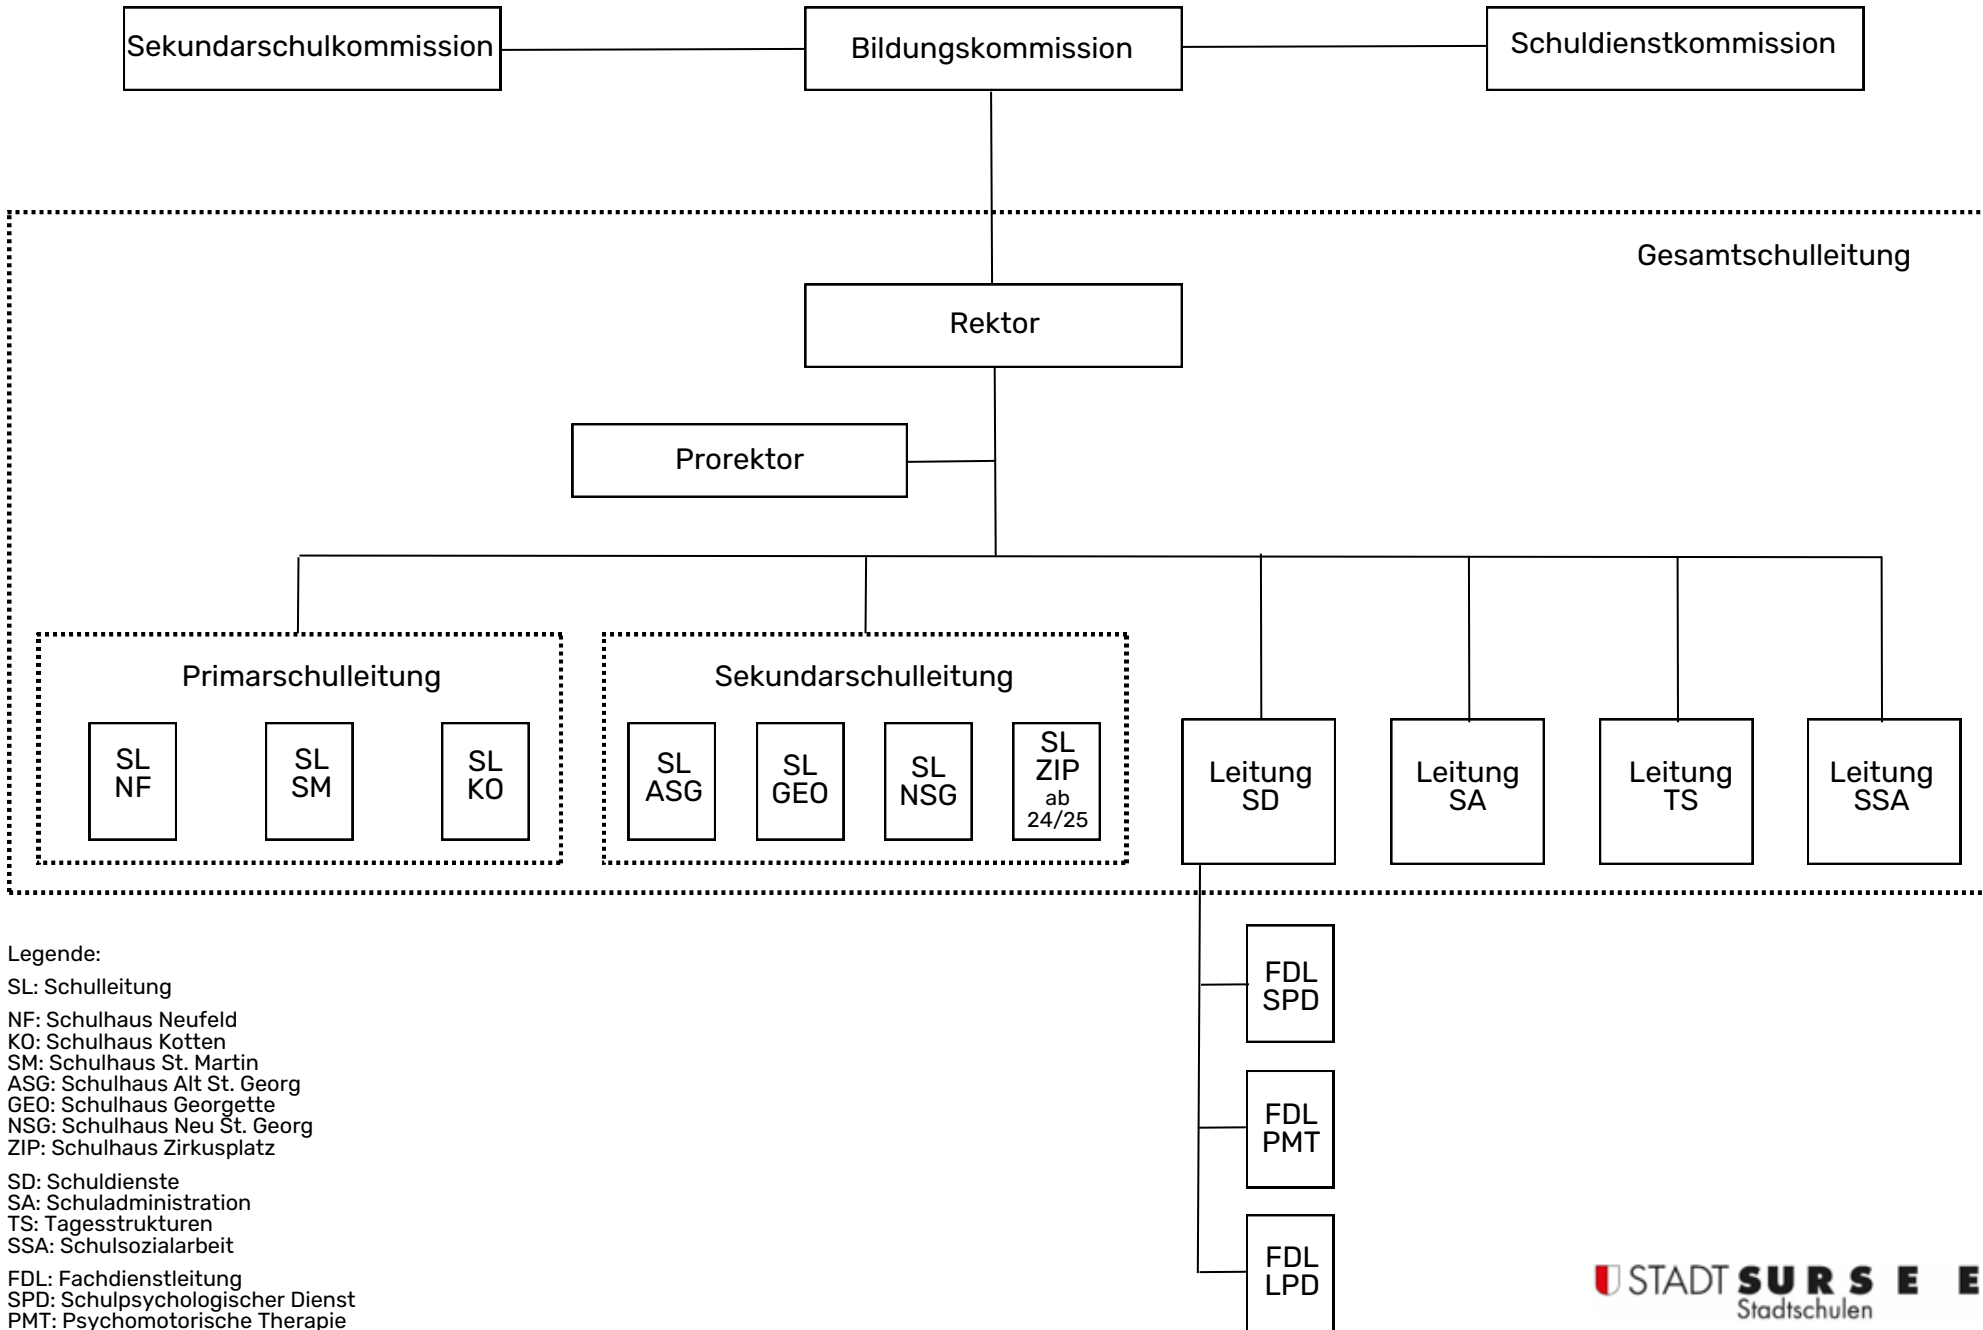 Sekundarschulkommission
Bildungskommission
Schuldienstkommission
Gesamtschulleitung
Rektor
Prorektor
Primarschulleitung
SL
NF
SL
SM
SL
KO
Sekundarschulleitung
SL
ASG
SL
GEO
SL
NSG
SL
ZIP
ab
24/25
Leitung
SD
Leitung
SA
Leitung
TS
Leitung
SSA
FDL
SPD
FDL
PMT
FDL
LPD
Legende:
SL: Schulleitung
NF: Schulhaus Neufeld
KO: Schulhaus Kotten
SM: Schulhaus St. Martin
ASG: Schulhaus Alt St. Georg
GEO: Schulhaus Georgette
NSG: Schulhaus Neu St. Georg
ZIP: Schulhaus Zirkusplatz
SD: Schuldienste
SA: Schuladministration
TS: Tagesstrukturen
SSA: Schulsozialarbeit
FDL: Fachdienstleitung
SPD: Schulpsychologischer Dienst
PMT: Psychomotorische Therapie
STADT SURSEE
Stadtschulen